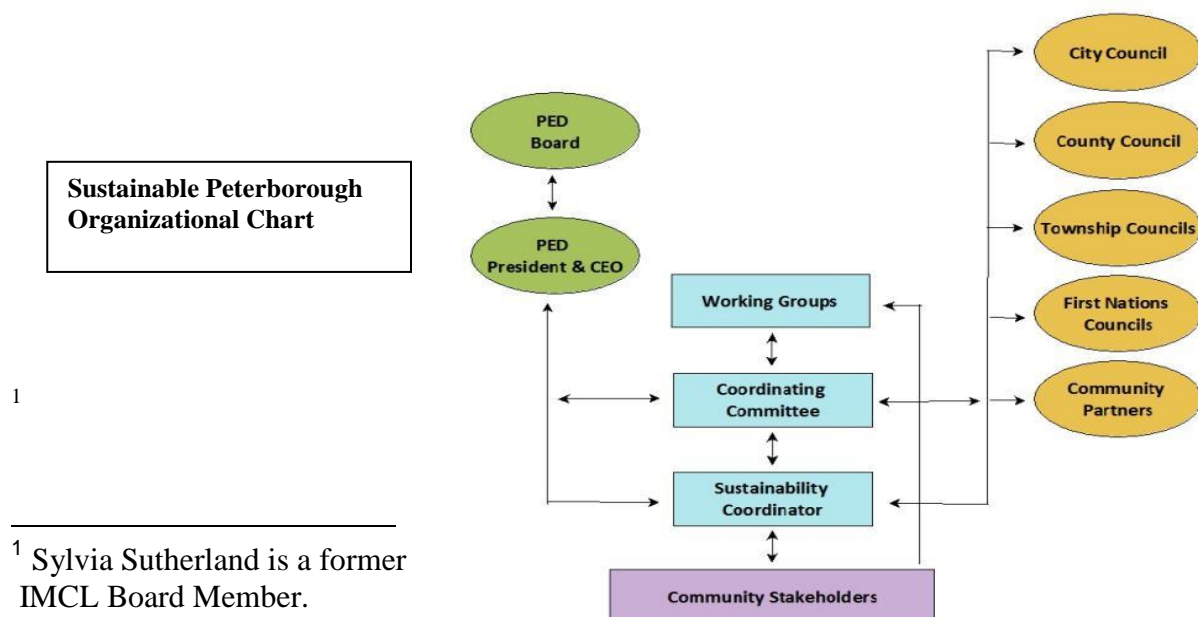 Sustainable Peterborough
Organizational Chart
1
1 Sylvia Sutherland is a former
IMCL Board Member.
PED
Board
PED
President & CEO
Working Groups
Coordinating
Committee
Sustainability
Coordinator
Community Stakeholders
City Council
County Council
Township Councils
First Nations
Councils
Community
Partners